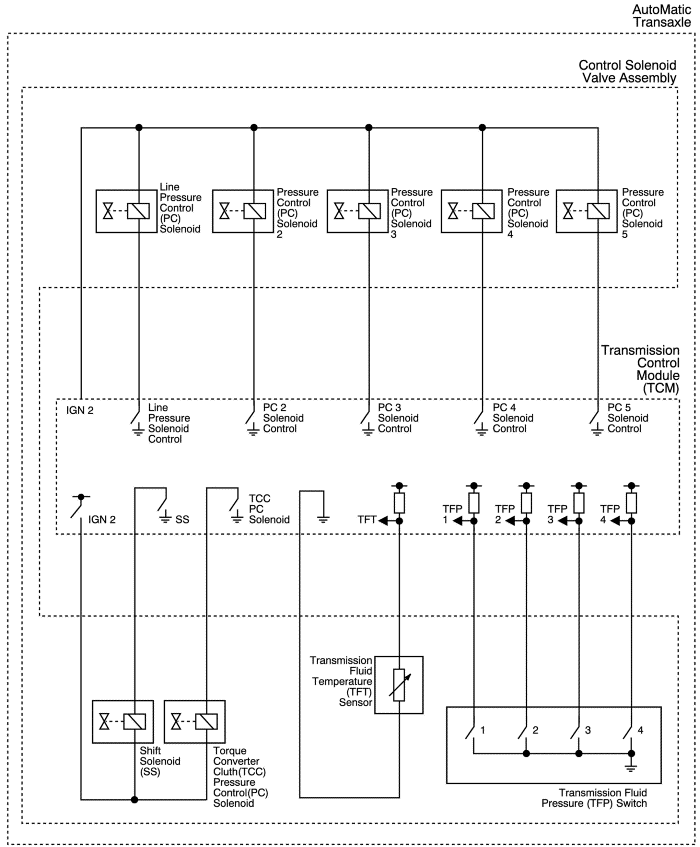 AutoMatic
Transaxle
Control Solenoid
Valve Assembly
Line
Pressure
Control
(PC)
Solenoid
Pressure
Control
(PC)
Solenoid
2
Pressure
Control
(PC)
Solenoid
3
Pressure
Control
(PC)
Solenoid
4
Pressure
Control
(PC)
Solenoid
5
Transmission
Control
Module
(TCM)
IGN 2
Line
Pressure
Solenoid
Control
PC 2
Solenoid
Control
PC 3
Solenoid
Control
PC 4
Solenoid
Control
PC 5
Solenoid
Control
IGN 2
SS
TCC
PC
Solenoid
TFT
TFP
1
TFP
2
TFP
3
TFP
4
Transmission
Fluid
Temperature
(TFT)
Sensor
Shift
Solenoid
(SS)
Torque
Converter
Cluth(TCC)
Pressure
Control(PC)
Solenoid
1
2
3
4
Transmission Fluid
Pressure (TFP) Switch